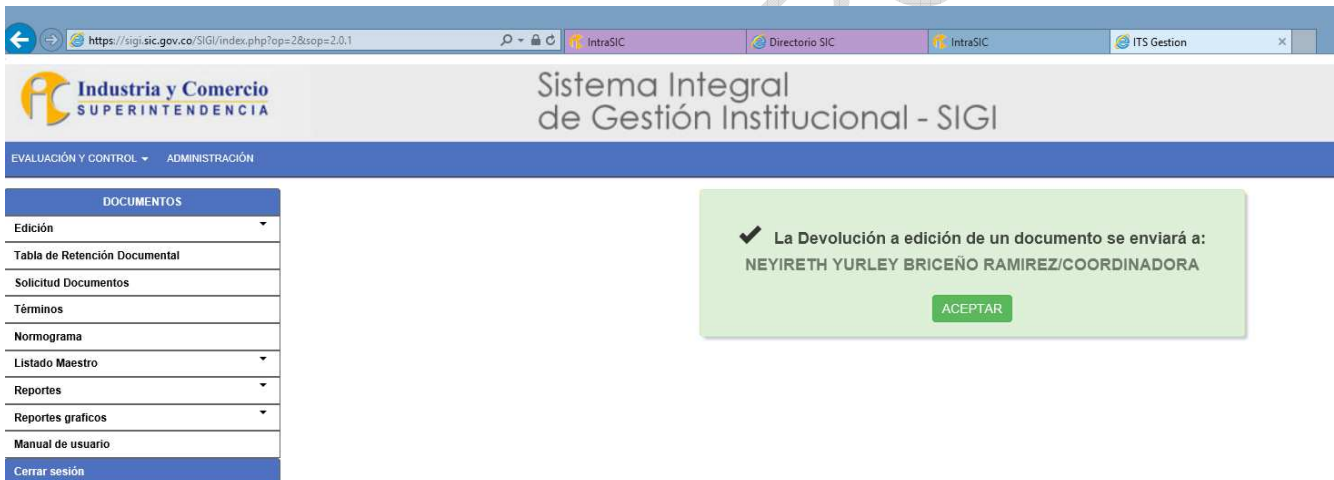 https://sigi.sic.gov.co/SIGI/index.php?op=2&sop=2.0.1
IntraSIC
Directorio SIC
IntraSIC
ITS Gestion
Industria y Comercio
SUPERINTENDENCIA
Sistema Integral
de Gestión Institucional - SIGI
EVALUACIÓN Y CONTROL
ADMINISTRACIÓN
DOCUMENTOS
Edición
Tabla de Retención Documental
Solicitud Documentos
Términos
Normograma
Listado Maestro
Reportes
Reportes graficos
Manual de usuario
Cerrar sesión
La Devolución a edición de un documento se enviará a:
NEYIRETH YURLEY BRICEÑO RAMIREZ/COORDINADORA
ACEPTAR